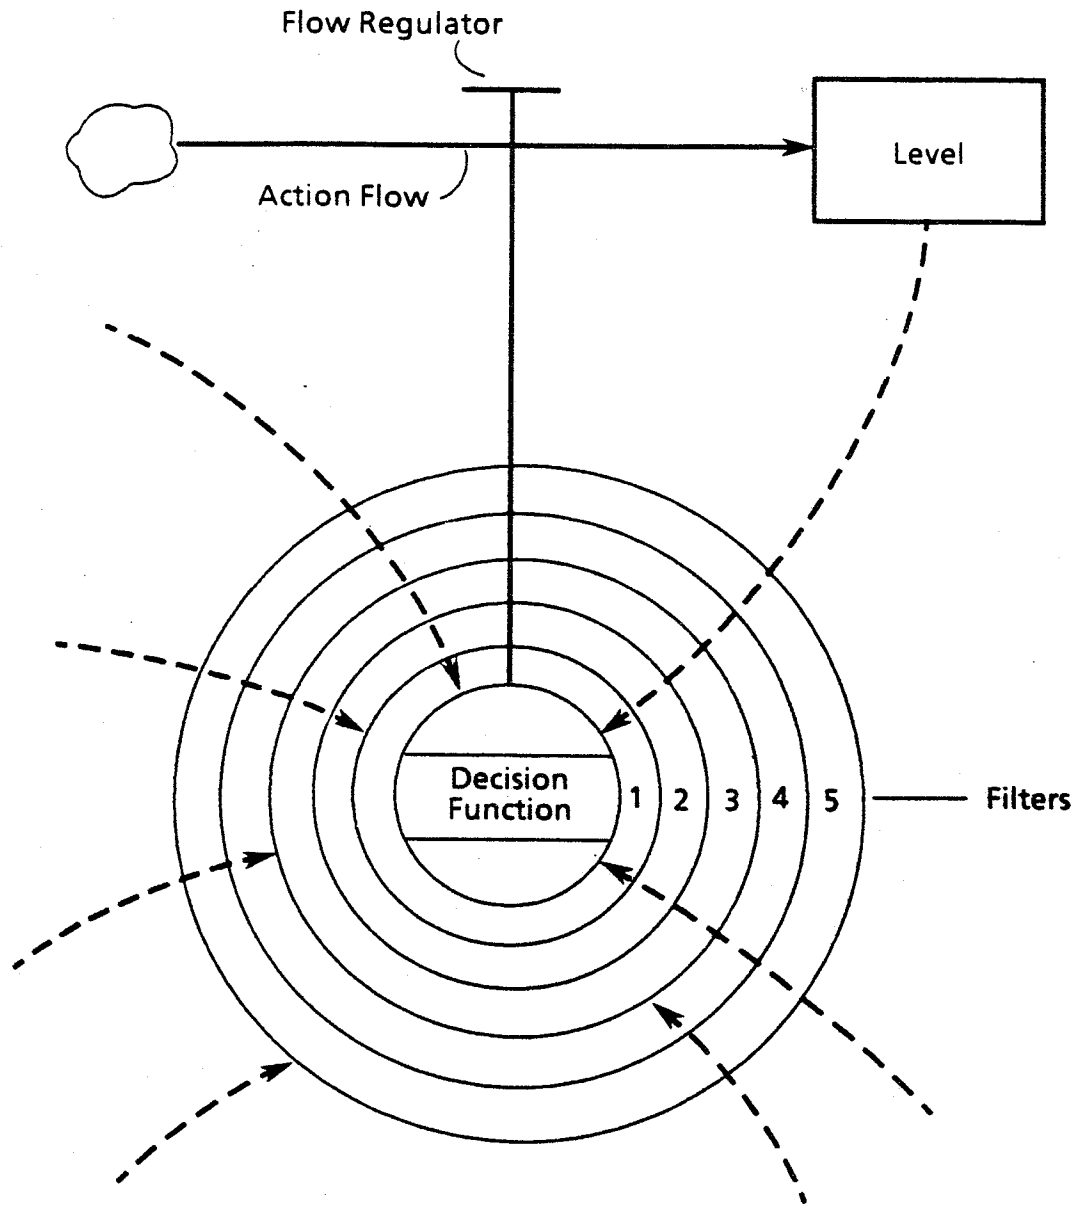 Flow Regulator
Level
Action Flow
Decision
Function
1 2 3 4 5
Filters